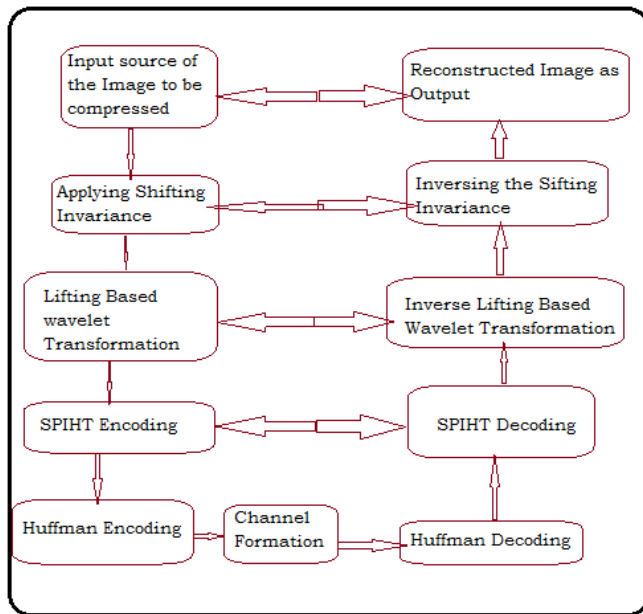 Input source of
the Image to be
compressed
Reconstructed Image as
Output
Applying Shifting
Invariance
Inversing the Sifting
Invariance
Lifting Based
wavelet
Transformation
Inverse Lifting Based
Wavelet Transformation
SPIHT Encoding
SPIHT Decoding
Huffman Encoding
Channel
Formation
Huffman Decoding